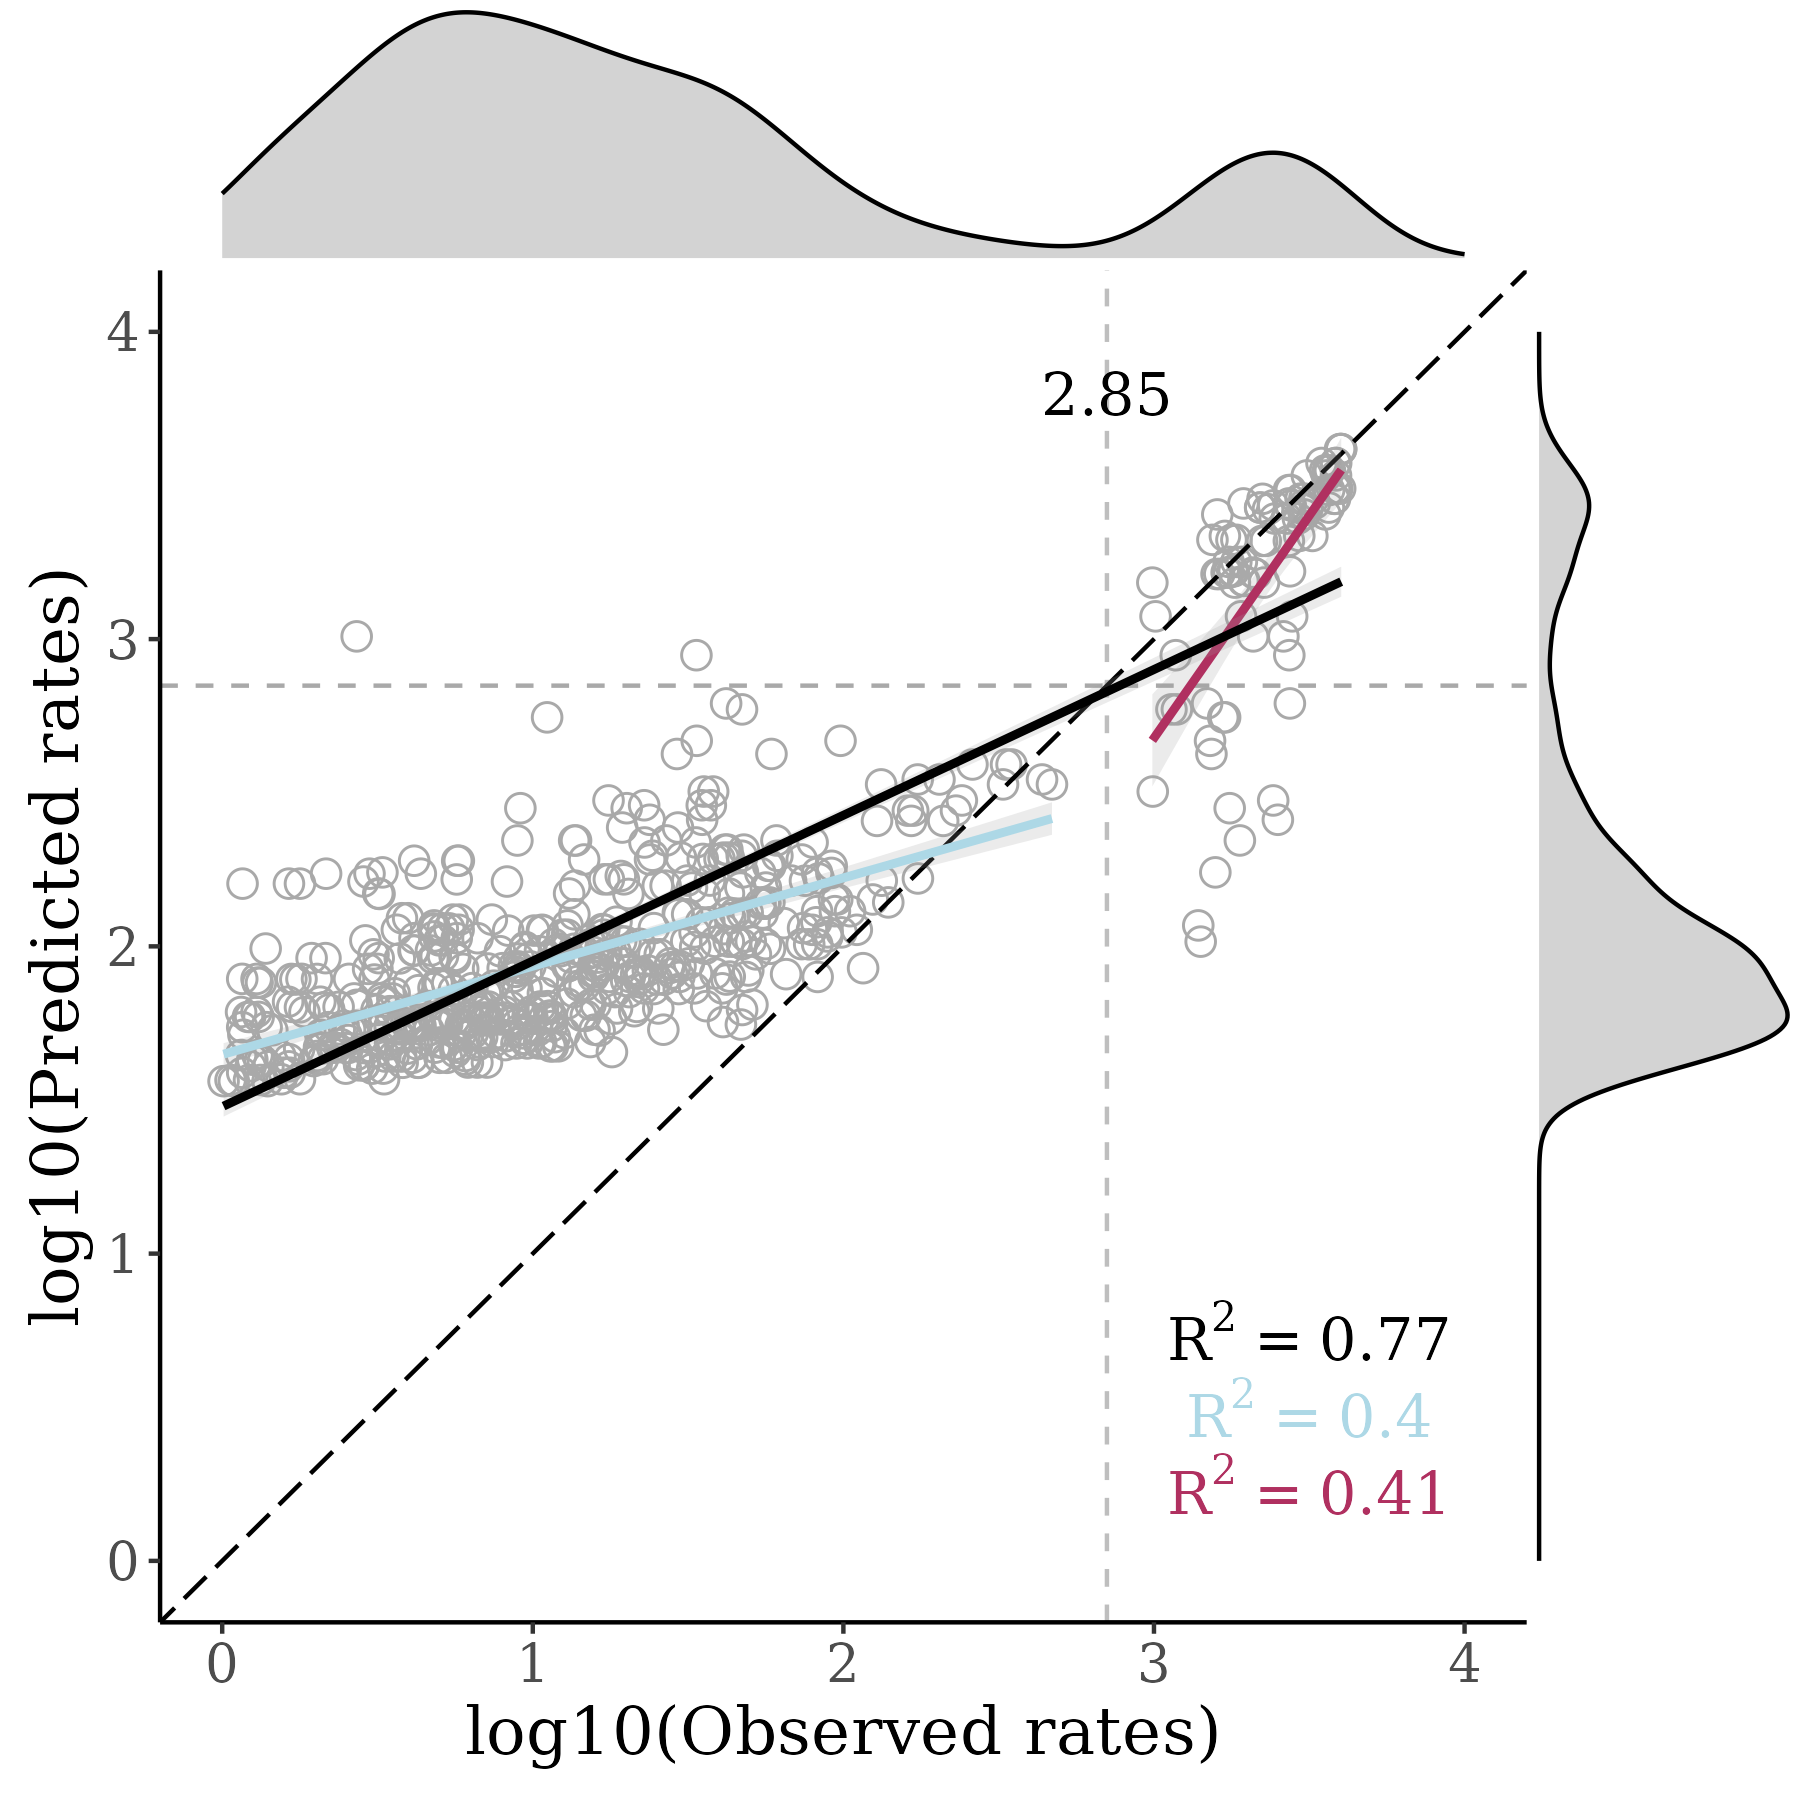 4
3
2
1
0
log10(Predicted rates)
2.85
R² = 0.77
R² = 0.4
R² = 0.41
0 1 2 3 4
log10(Observed rates)